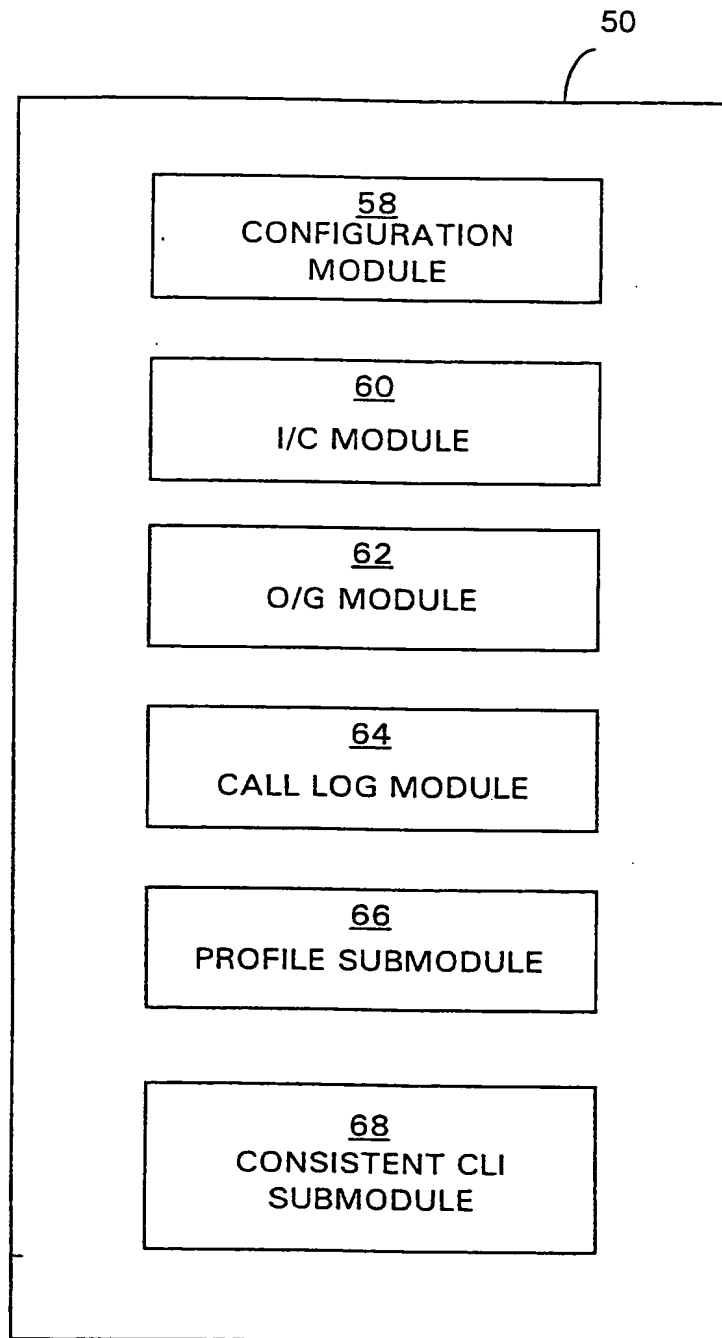 50
58
CONFIGURATION
MODULE
60
I/C MODULE
62
O/G MODULE
64
CALL LOG MODULE
66
PROFILE SUBMODULE
68
CONSISTENT CLI
SUBMODULE